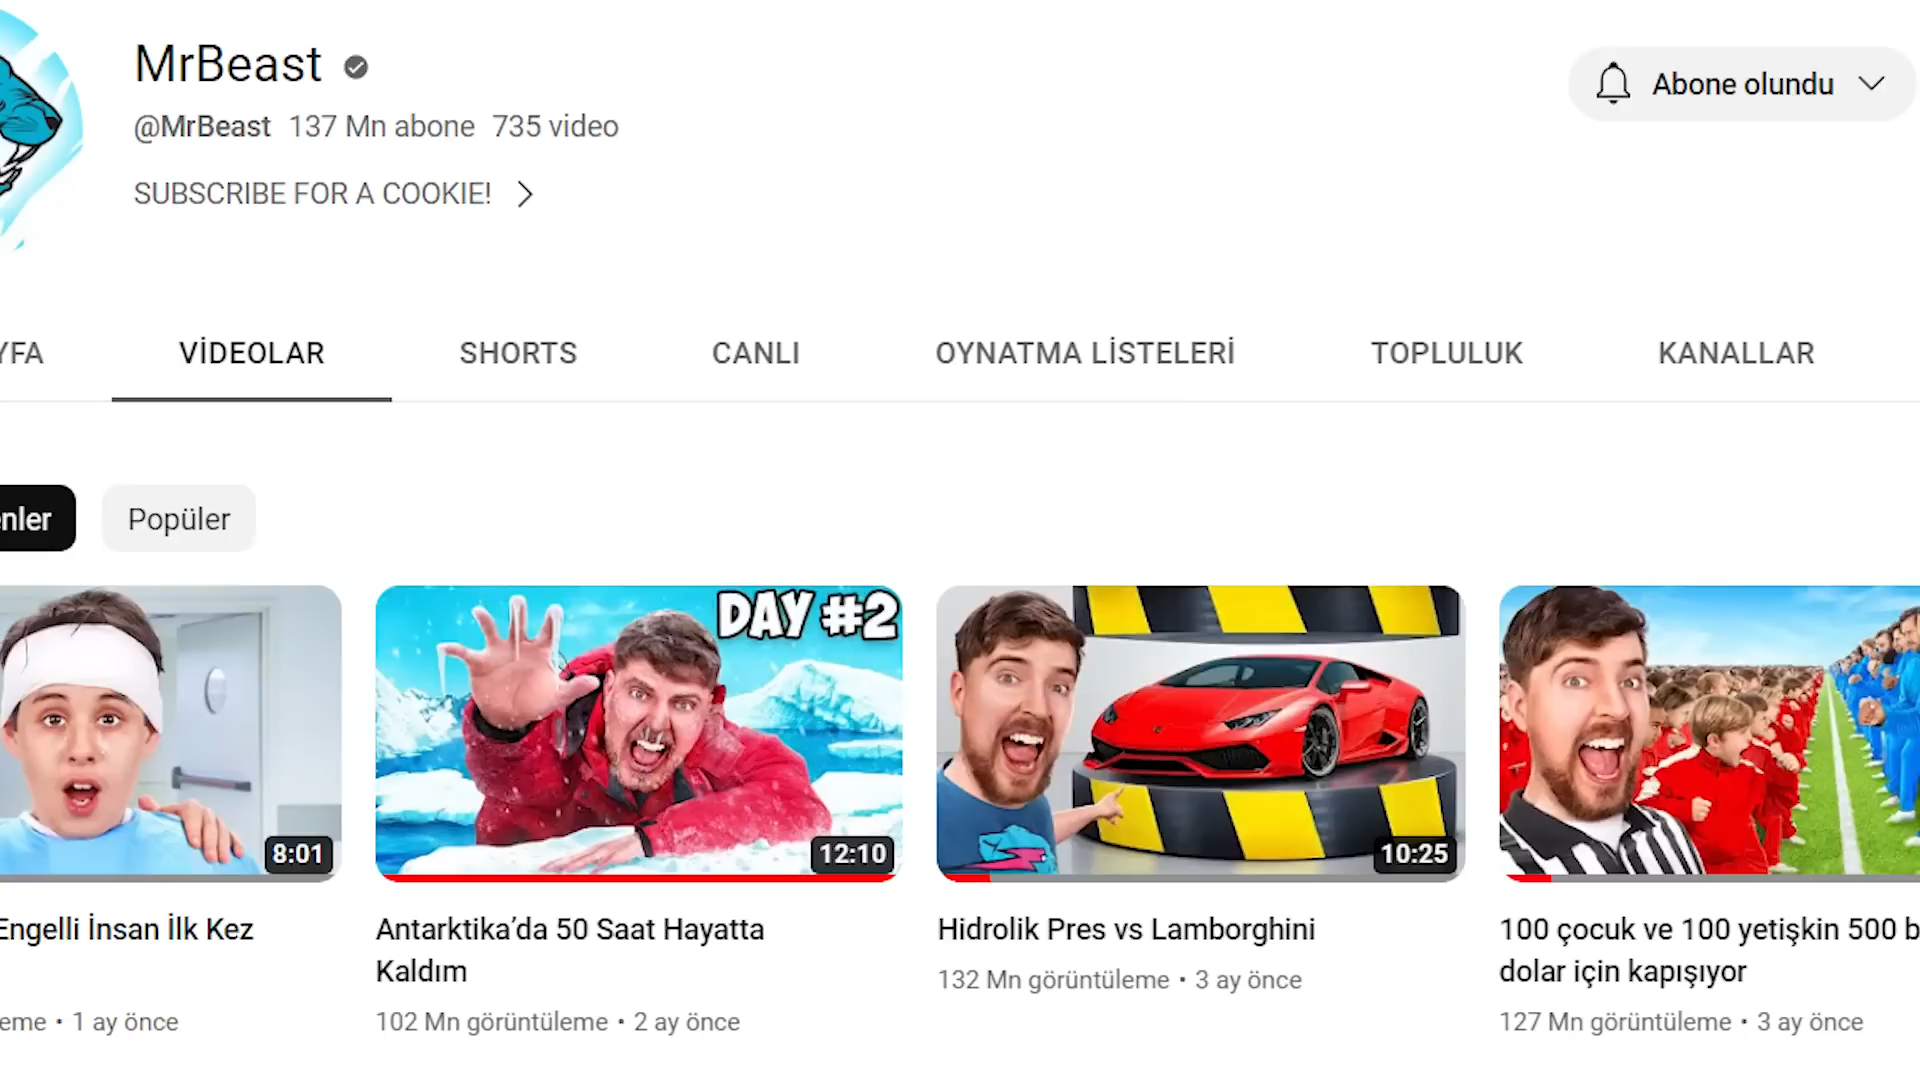 MrBeast
@MrBeast 137 Mn abone 735 video
SUBSCRIBE FOR A COOKIE!
Abone olundu
YFA VİDEOLAR SHORTS CANLI OYNATMA LİSTELERİ TOPLULUK KANALLAR
enler Popüler
DAY #2
8:01
12:10
10:25
Engelli İnsan İlk Kez
eme • 1 ay önce
Antarktika’da 50 Saat Hayatta
Kaldım
102 Mn görüntüleme • 2 ay önce
Hidrolik Pres vs Lamborghini
132 Mn görüntüleme • 3 ay önce
100 çocuk ve 100 yetişkin 500 b
dolar için kapışıyor
127 Mn görüntüleme • 3 ay önce